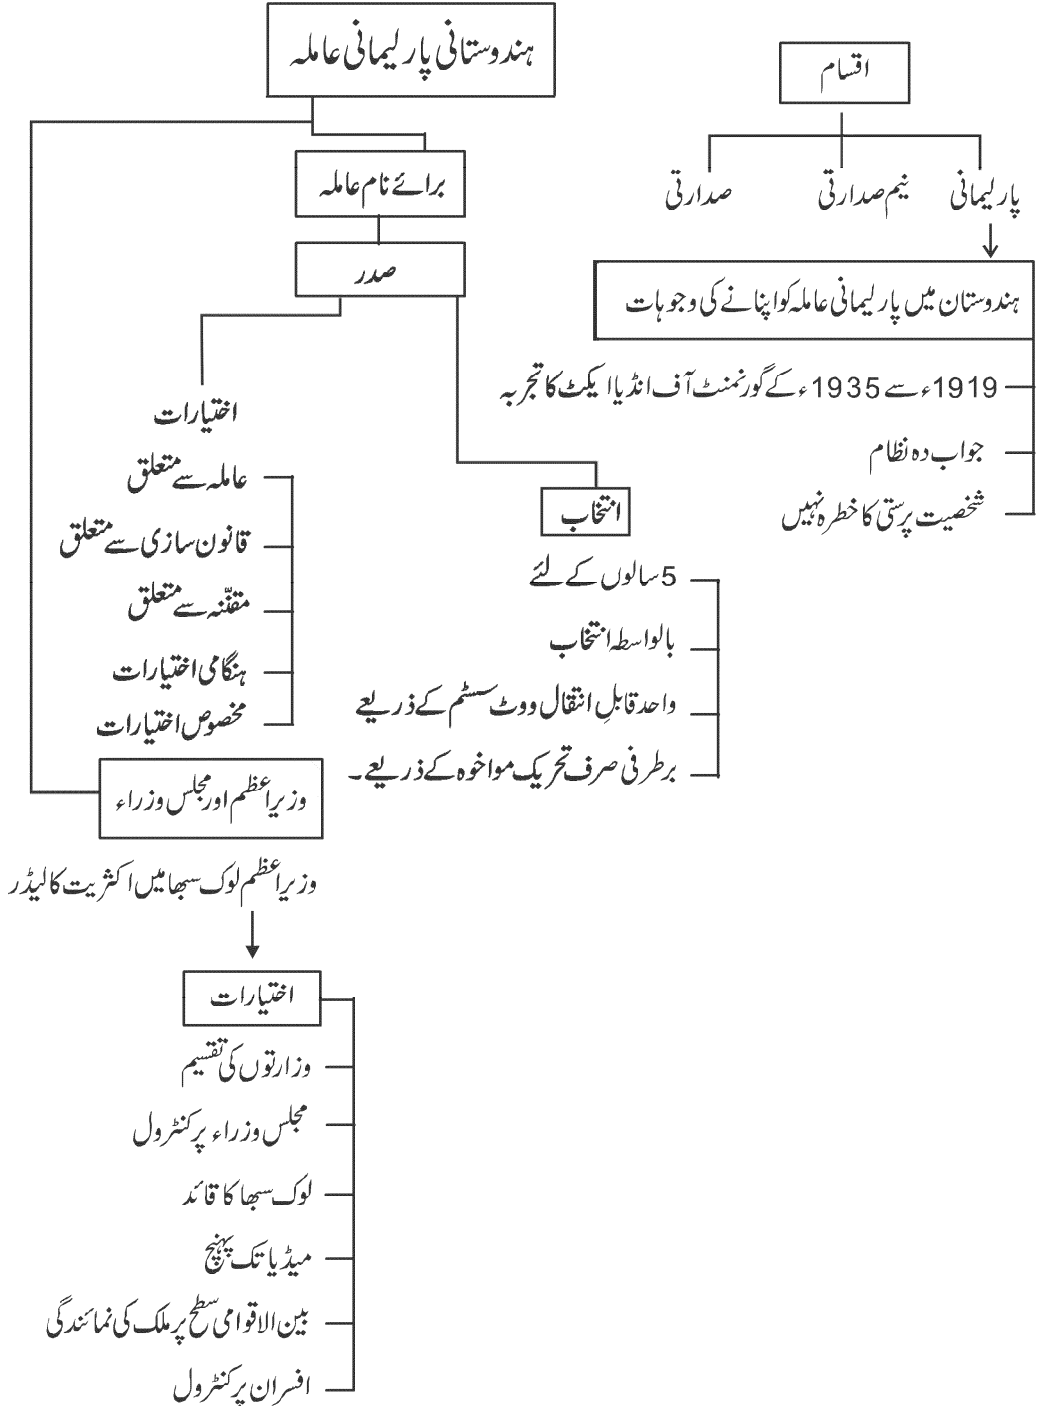 ہندوستانی پارلیمانی عاملہ
اقسام
پارلیمانی
نیم صدارتی
صدارتی
ہندوستان میں پارلیمانی عاملہ کو اپنانے کی وجوہات
1919ء سے 1935ء کے گورنمنٹ آف انڈیا ایکٹ کا تجربہ
جواب دہ نظام
شخصیت پرستی کا خطرہ نہیں
برائے نام عاملہ
صدر
اختیارات
عاملہ سے متعلق
قانون سازی سے متعلق
مقنّنہ سے متعلق
ہنگامی اختیارات
مخصوص اختیارات
انتخاب
5 سالوں کے لئے
بالواسطہ انتخاب
واحد قابلِ انتقال ووٹ سسٹم کے ذریعے
برطرفی صرف تحریک مواخوہ کے ذریعے۔
وزیراعظم اور مجلس وزراء
وزیراعظم لوک سبھا میں اکثریت کا لیڈر
اختیارات
وزارتوں کی تقسیم
مجلس وزراء پر کنٹرول
لوک سبھا کا قائد
میڈیا تک پہنچ
بین الاقوامی سطح پر ملک کی نمائندگی
افسران پر کنٹرول